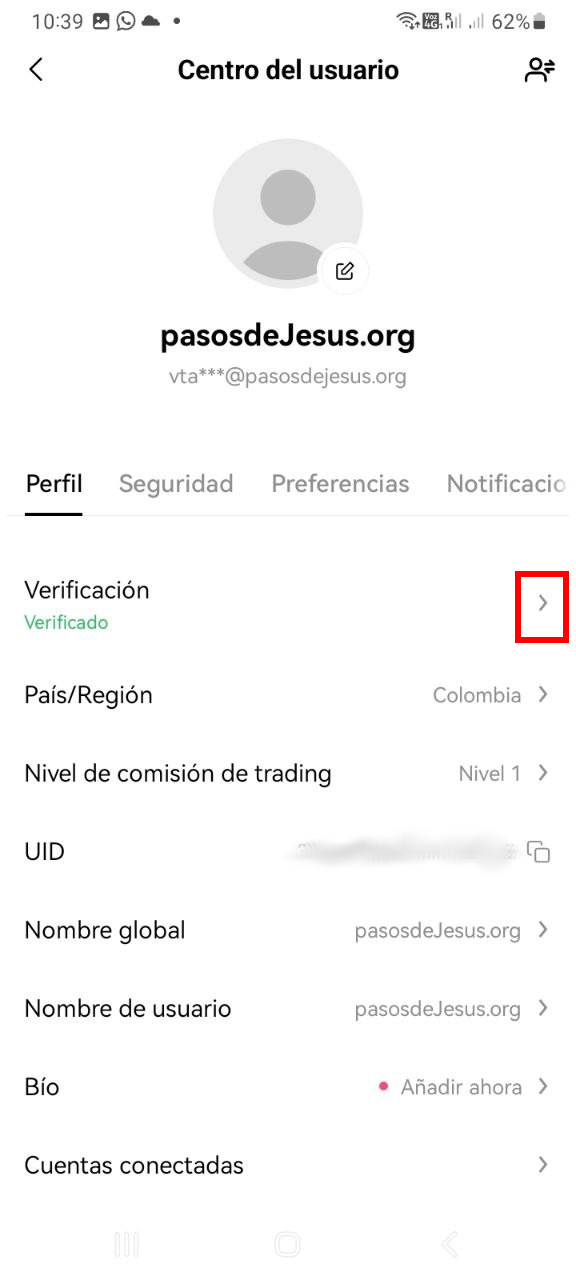 10:39
62%
Centro del usuario
pasosdeJesus.org
vta***@pasosdejesus.org
Perfil Seguridad Preferencias Notificacio
Verificación
Verificado
País/Región Colombia
Nivel de comisión de trading Nivel 1
UID
Nombre global pasosdeJesus.org
Nombre de usuario pasosdeJesus.org
Bío Añadir ahora
Cuentas conectadas